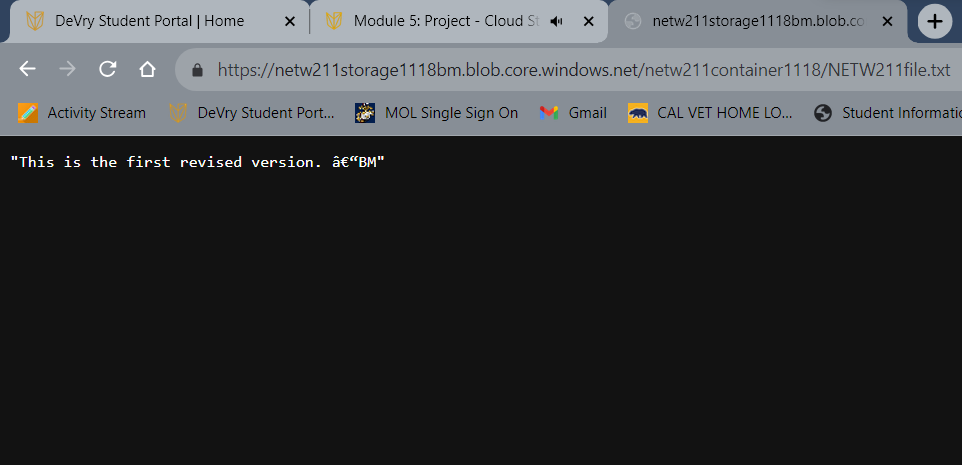 DeVry Student Portal | Home
Module 5: Project - Cloud St
netw211storage1118bm.blob.co
https://netw211storage1118bm.blob.core.windows.net/netw211container1118/NETW211file.txt
Activity Stream
DeVry Student Port...
MOL Single Sign On
Gmail
CAL VET HOME LO...
Student Informatic
"This is the first revised version. â€“BM"